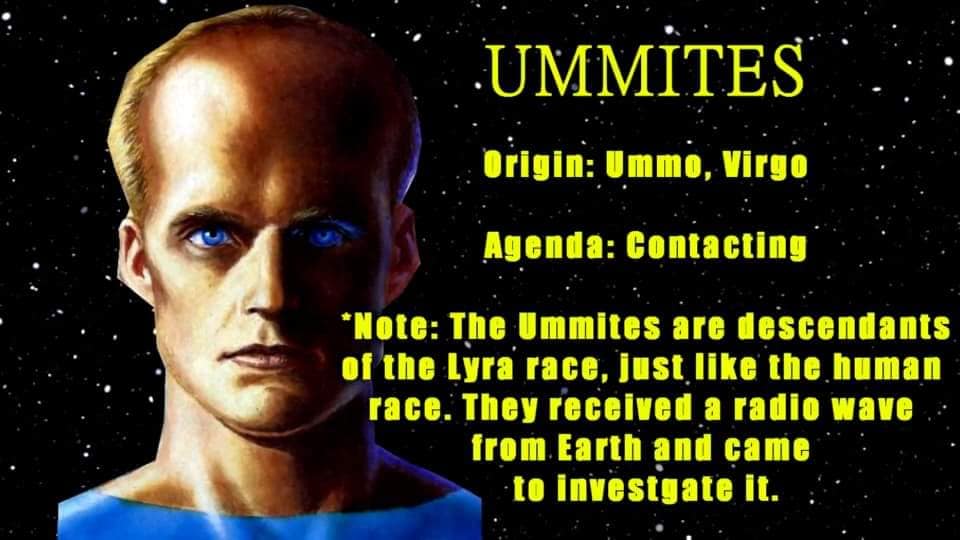 UMMITES
Origin: Ummo, Virgo
Agenda: Contacting
*Note: The Ummites are descendants
of the Lyra race, just like the human
race. They received a radio wave
from Earth and came
to investgate it.